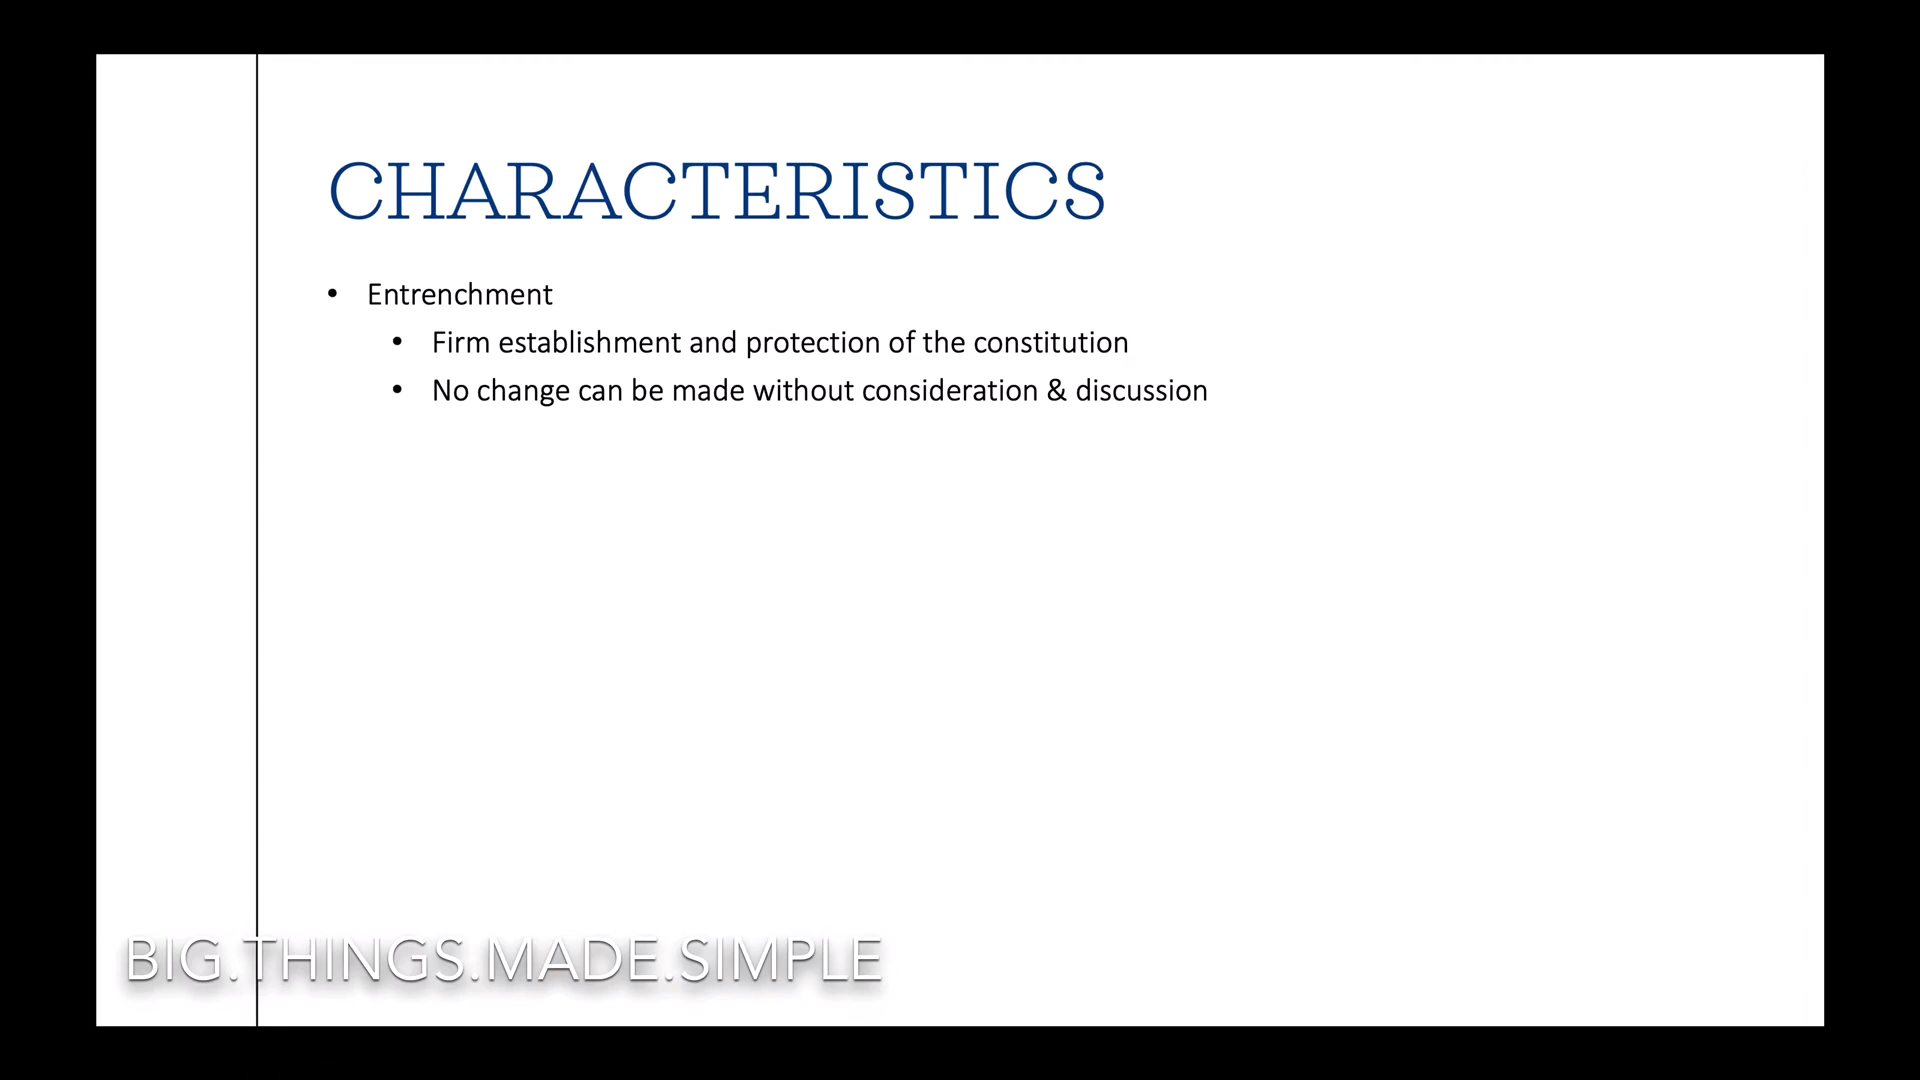 CHARACTERISTICS
• Entrenchment
• Firm establishment and protection of the constitution
• No change can be made without consideration & discussion
BIG.THINGS.MADE.SIMPLE